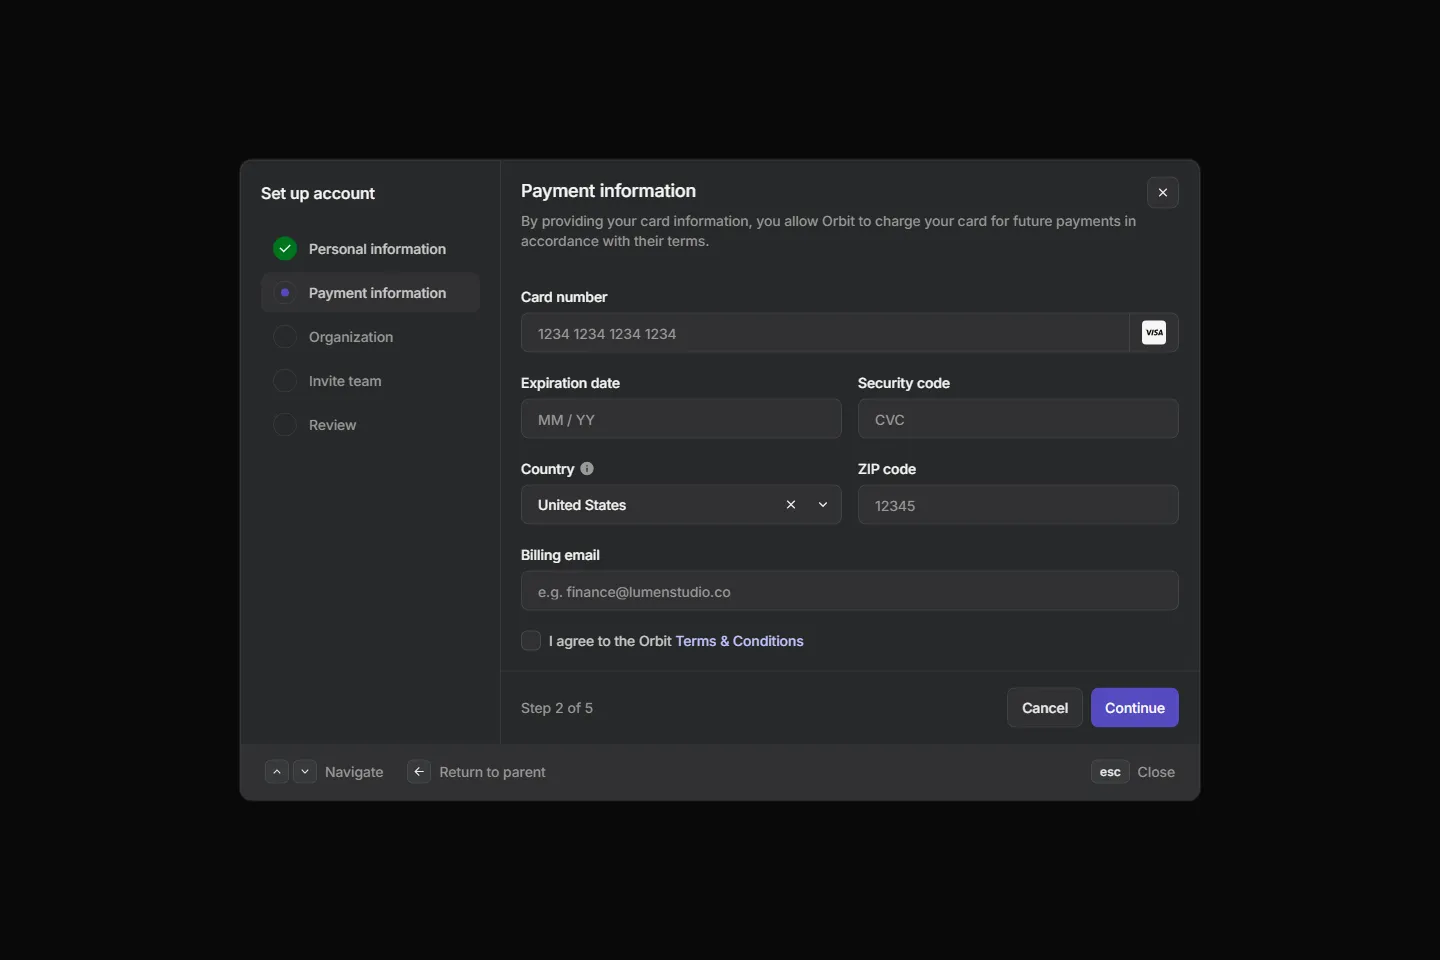 Set up account
Personal information
Payment information
Organization
Invite team
Review
Payment information
By providing your card information, you allow Orbit to charge your card for future payments in
accordance with their terms.
Card number
1234 1234 1234 1234
VISA
Expiration date
MM / YY
Security code
CVC
Country
United States
ZIP code
12345
Billing email
e.g. finance@lumenstudio.co
I agree to the Orbit Terms & Conditions
Step 2 of 5
Cancel
Continue
Navigate
Return to parent
esc
Close